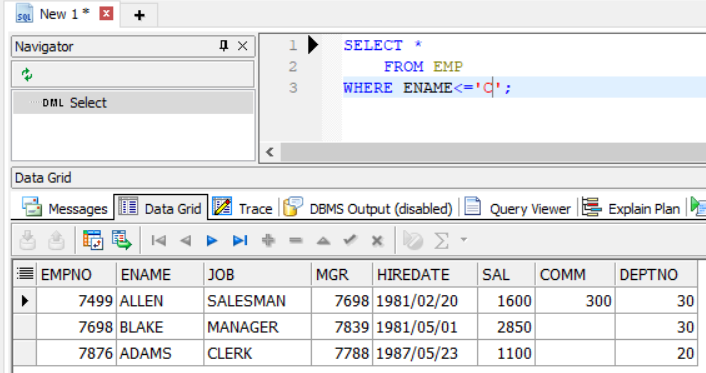 SQL New 1 * x +
Navigator
1 SELECT *
2 FROM EMP
3 WHERE ENAME<='C';
DML Select
Data Grid
Messages Data Grid Trace DBMS Output (disabled) Query Viewer Explain Plan
EMPNO ENAME JOB MGR HIREDATE SAL COMM DEPTNO
7499 ALLEN SALESMAN 7698 1981/02/20 1600 300 30
7698 BLAKE MANAGER 7839 1981/05/01 2850 30
7876 ADAMS CLERK 7788 1987/05/23 1100 20